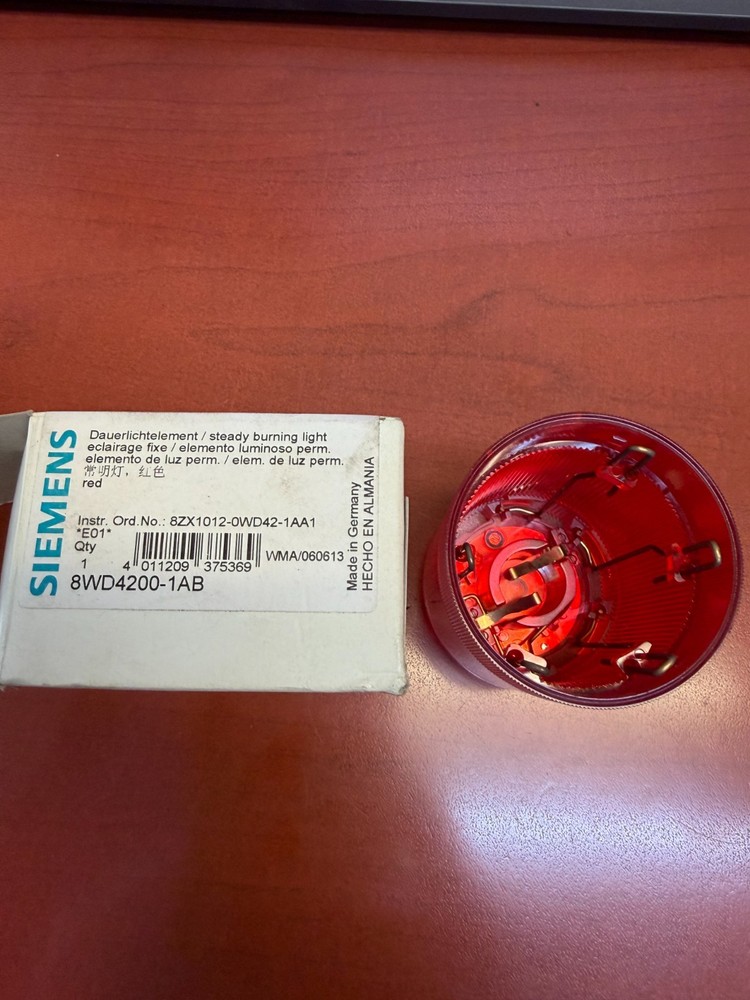 SIEMENS
Dauerlichtelement / steady burning light
eclairage fixe / elemento luminoso perm.
elemento de luz perm. / elem. de luz perm.
常明灯, 红色
red
Instr. Ord.No.: 8ZX1012-0WD42-1AA1
*E01*
Qty
1
4 011209 375369
WMA/060613
8WD4200-1AB
Made in Germany
HECHO EN ALMANIA